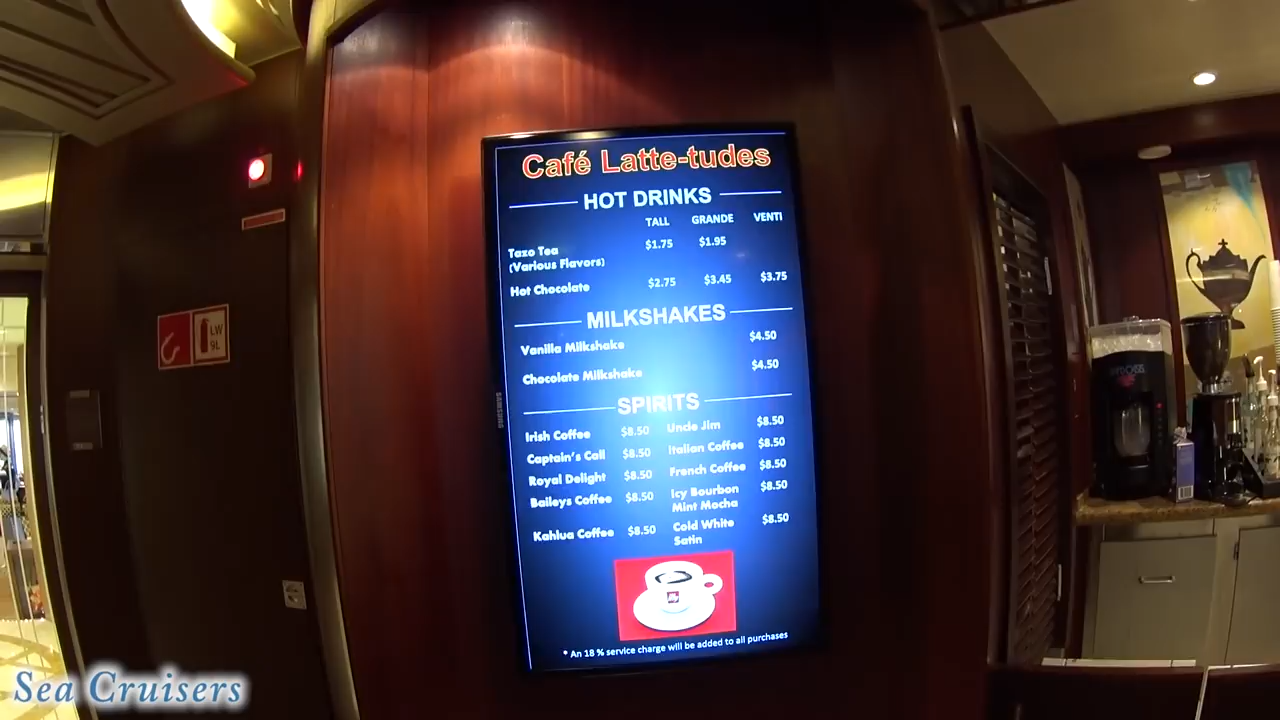 Café Latte-tudes
HOT DRINKS
TALL GRANDE VENTI
Tazo Tea $1.75 $1.95
(Various Flavors)
Hot Chocolate $2.75 $3.45 $3.75
MILKSHAKES
Vanilla Milkshake $4.50
Chocolate Milkshake $4.50
SPIRITS
Irish Coffee $8.50 Uncle Jim $8.50
Captain's Call $8.50 Italian Coffee $8.50
Royal Delight $8.50 French Coffee $8.50
Baileys Coffee $8.50 Icy Bourbon $8.50
Mint Mocha
Kahlua Coffee $8.50 Cold White $8.50
Satin
illy
* An 18 % service charge will be added to all purchases
SAMSUNG
LW
9L
Sea Cruisers